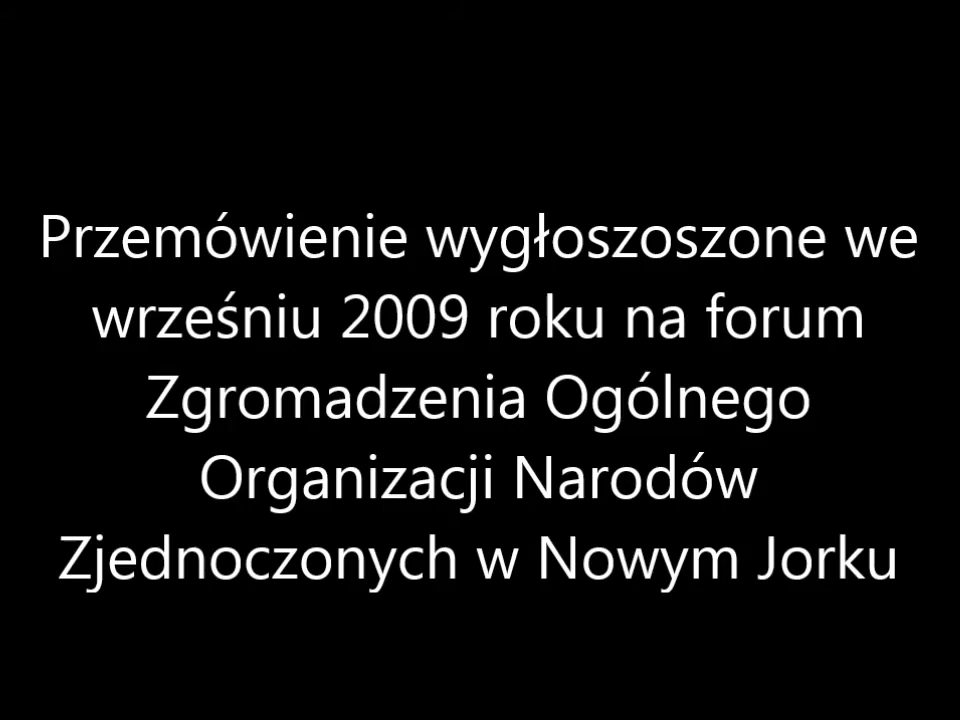 Przemówienie wygłoszoszone we
wrześniu 2009 roku na forum
Zgromadzenia Ogólnego
Organizacji Narodów
Zjednoczonych w Nowym Jorku